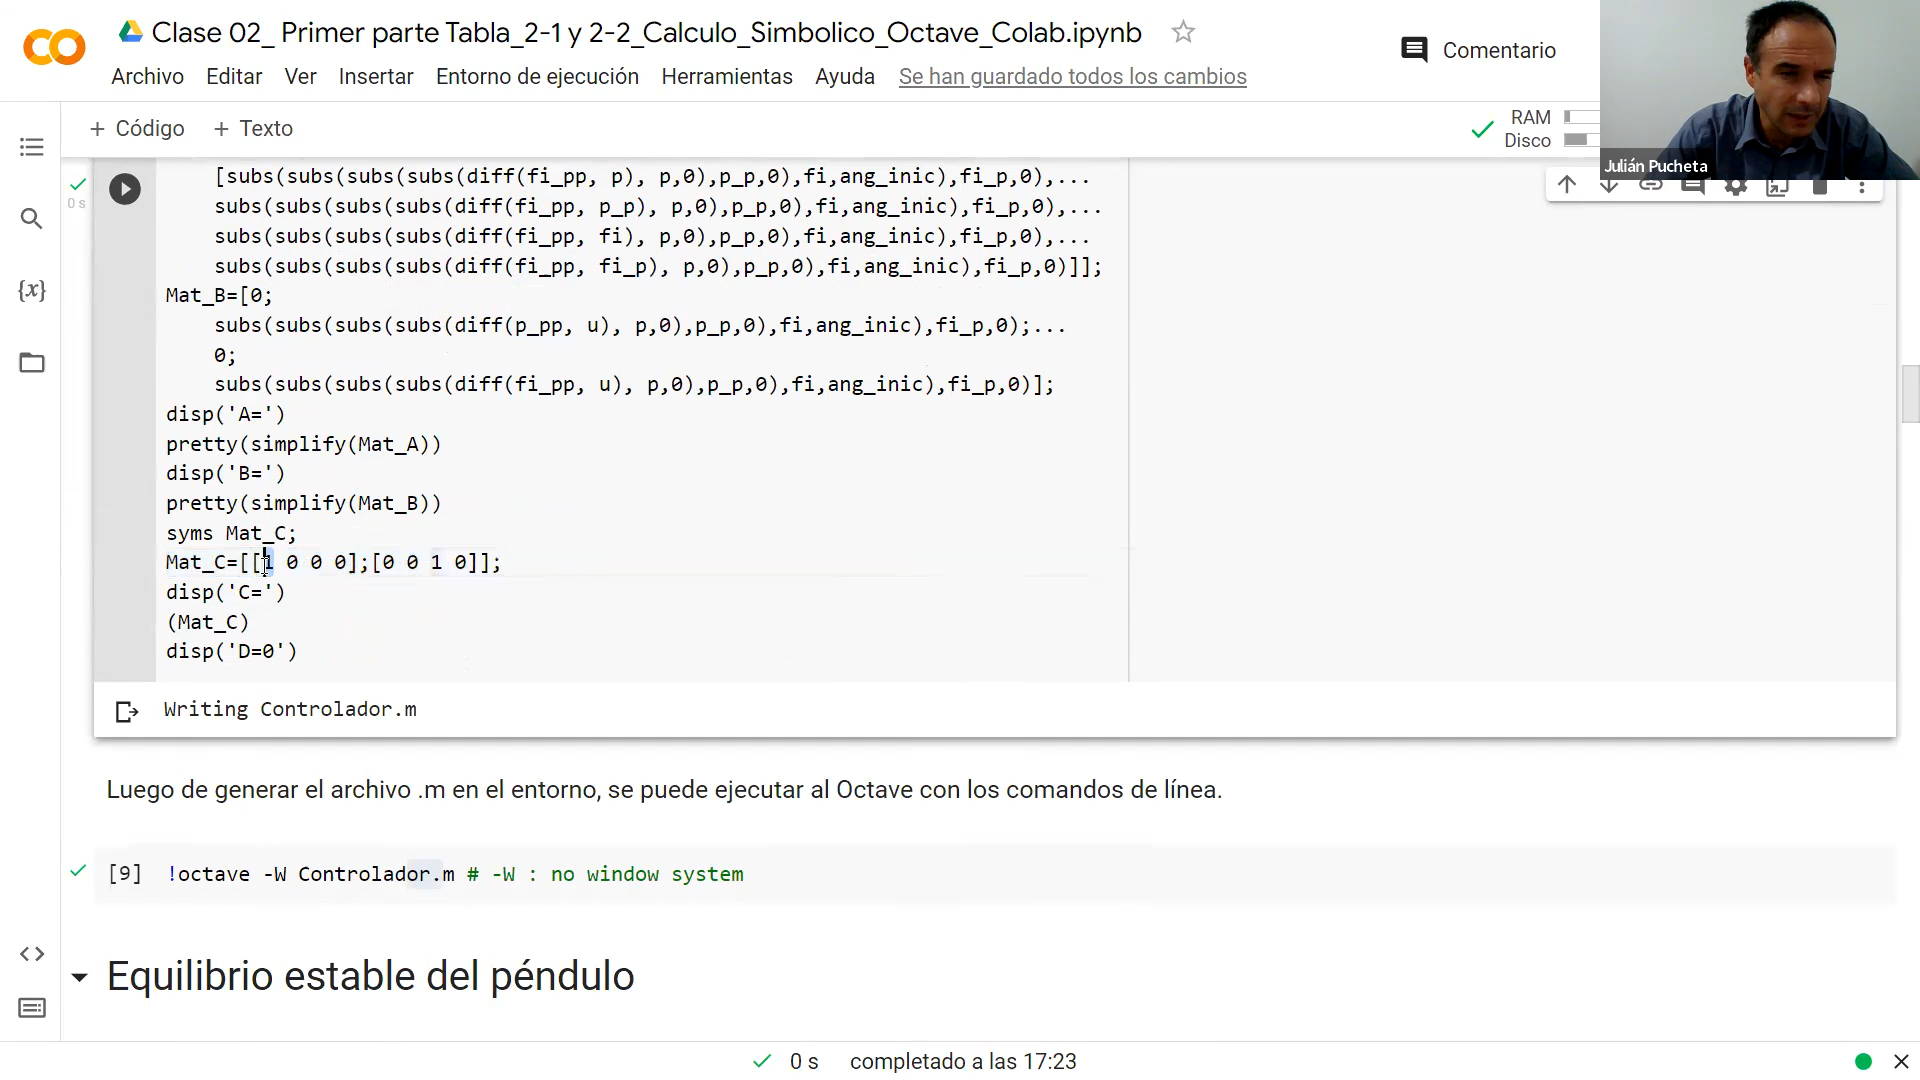 Clase 02_ Primer parte Tabla_2-1 y 2-2_Calculo_Simbolico_Octave_Colab.ipynb
Comentario
Archivo Editar Ver Insertar Entorno de ejecución Herramientas Ayuda Se han guardado todos los cambios
+ Código + Texto
RAM
Disco
Julián Pucheta
[subs(subs(subs(subs(diff(fi_pp, p), p,0),p_p,0),fi,ang_inic),fi_p,0),...
0 s
subs(subs(subs(subs(diff(fi_pp, p_p), p,0),p_p,0),fi,ang_inic),fi_p,0),...
subs(subs(subs(subs(diff(fi_pp, fi), p,0),p_p,0),fi,ang_inic),fi_p,0),...
subs(subs(subs(subs(diff(fi_pp, fi_p), p,0),p_p,0),fi,ang_inic),fi_p,0)]];
{x}
Mat_B=[0;
subs(subs(subs(subs(diff(p_pp, u), p,0),p_p,0),fi,ang_inic),fi_p,0);...
0;
subs(subs(subs(subs(diff(fi_pp, u), p,0),p_p,0),fi,ang_inic),fi_p,0)];
disp('A=')
pretty(simplify(Mat_A))
disp('B=')
pretty(simplify(Mat_B))
syms Mat_C;
Mat_C=[[1 0 0 0];[0 0 1 0]];
disp('C=')
(Mat_C)
disp('D=0')
Writing Controlador.m
Luego de generar el archivo .m en el entorno, se puede ejecutar al Octave con los comandos de línea.
[9] !octave -W Controlador.m # -W : no window system
Equilibrio estable del péndulo
0 s completado a las 17:23